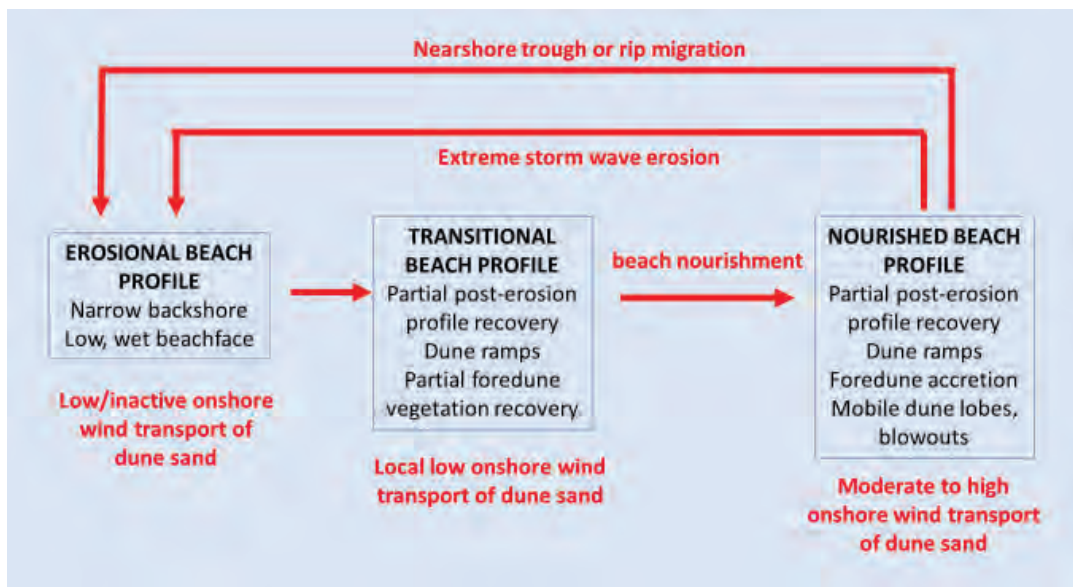 Nearshore trough or rip migration
Extreme storm wave erosion
EROSIONAL BEACH
PROFILE
Narrow backshore
Low, wet beachface
Low/inactive onshore
wind transport of
dune sand
TRANSITIONAL
BEACH PROFILE
Partial post-erosion
profile recovery
Dune ramps
Partial foredune
vegetation recovery
Local low onshore wind
transport of dune sand
beach nourishment
NOURISHED BEACH
PROFILE
Partial post-erosion
profile recovery
Dune ramps
Foredune accretion
Mobile dune lobes,
blowouts
Moderate to high
onshore wind transport
of dune sand